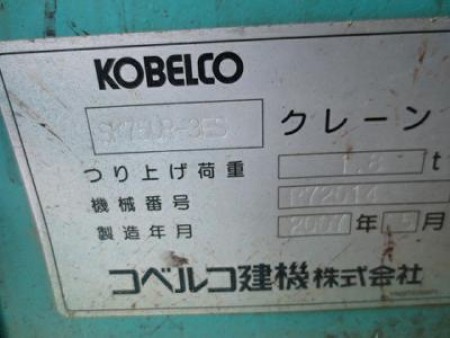 KOBELCO
クレーン
つり上げ荷重 t
機械番号
製造年月 2007 年 月
コベルコ建機株式会社